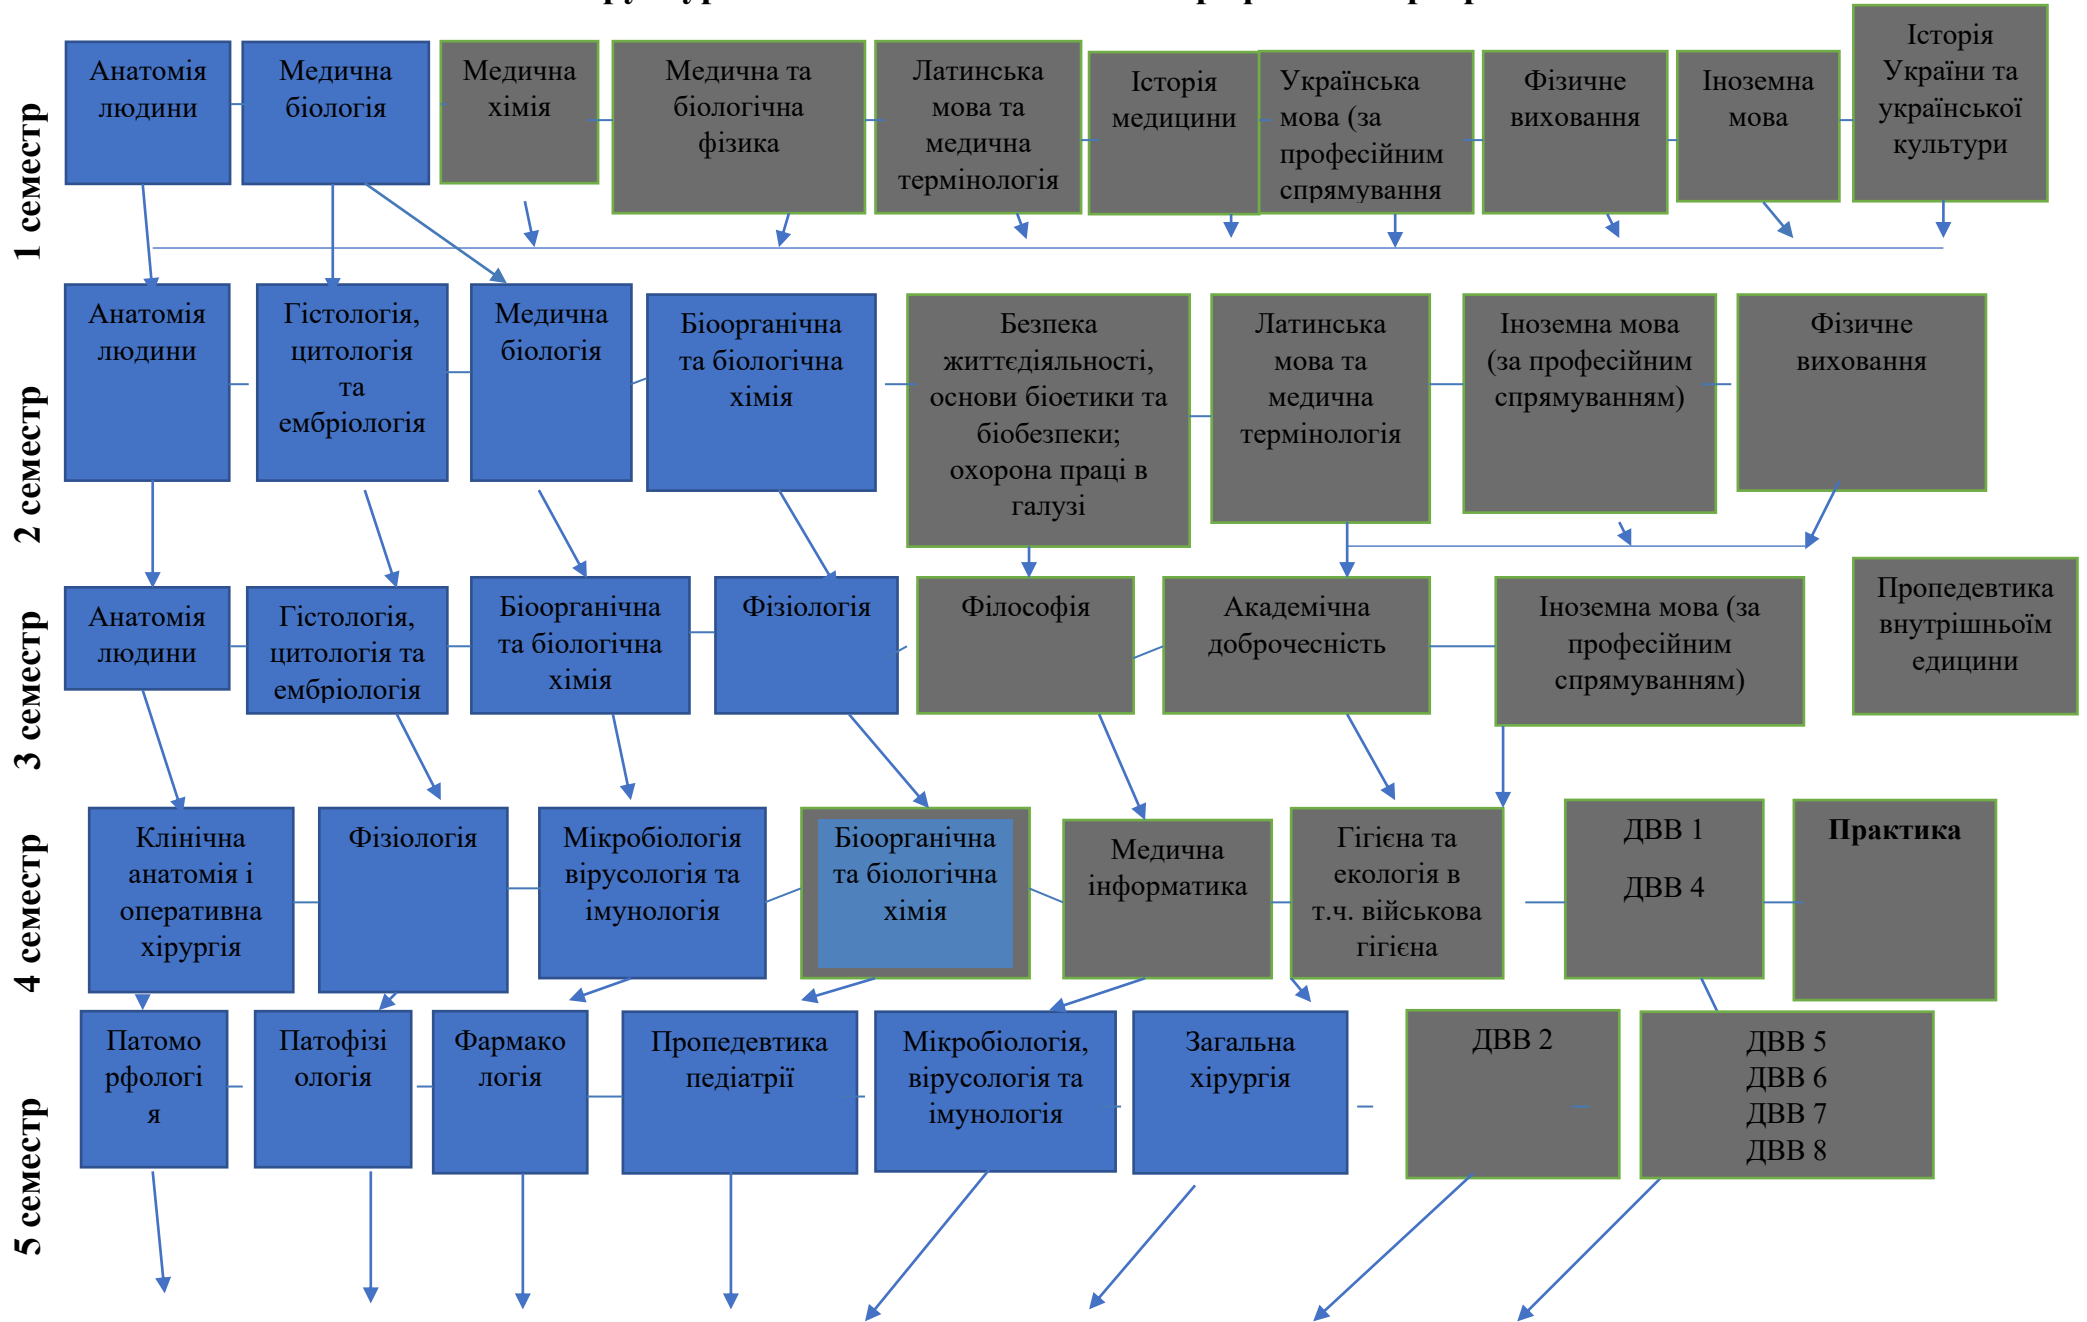 1 семестр
Анатомія
людини
Медична
біологія
Медична
хімія
Медична та
біологічна
фізика
Латинська
мова та
медична
термінологія
Історія
медицини
Українська
мова (за
професійним
спрямування
Фізичне
виховання
Іноземна
мова
Історія
України та
української
культури
2 семестр
Анатомія
людини
Гістологія,
цитологія
та
ембріологія
Медична
біологія
Біоорганічна
та біологічна
хімія
Безпека
життєдіяльності,
основи біоетики та
біобезпеки;
охорона праці в
галузі
Латинська
мова та
медична
термінологія
Іноземна мова
(за професійним
спрямуванням)
Фізичне
виховання
3 семестр
Анатомія
людини
Гістологія,
цитологія та
ембріологія
Біоорганічна
та біологічна
хімія
Фізіологія
Філософія
Академічна
доброчесність
Іноземна мова (за
професійним
спрямуванням)
Пропедевтика
внутрішньоїм
едицини
4 семестр
Клінічна
анатомія і
оперативна
хірургія
Фізіологія
Мікробіологія
вірусологія та
імунологія
Біоорганічна
та біологічна
хімія
Медична
інформатика
Гігієна та
екологія в
т.ч. військова
гігієна
ДВВ 1
ДВВ 4
Практика
5 семестр
Патомо
рфологі
я
Патофізі
ологія
Фармако
логія
Пропедевтика
педіатрії
Мікробіологія,
вірусологія та
імунологія
Загальна
хірургія
ДВВ 2
ДВВ 5
ДВВ 6
ДВВ 7
ДВВ 8